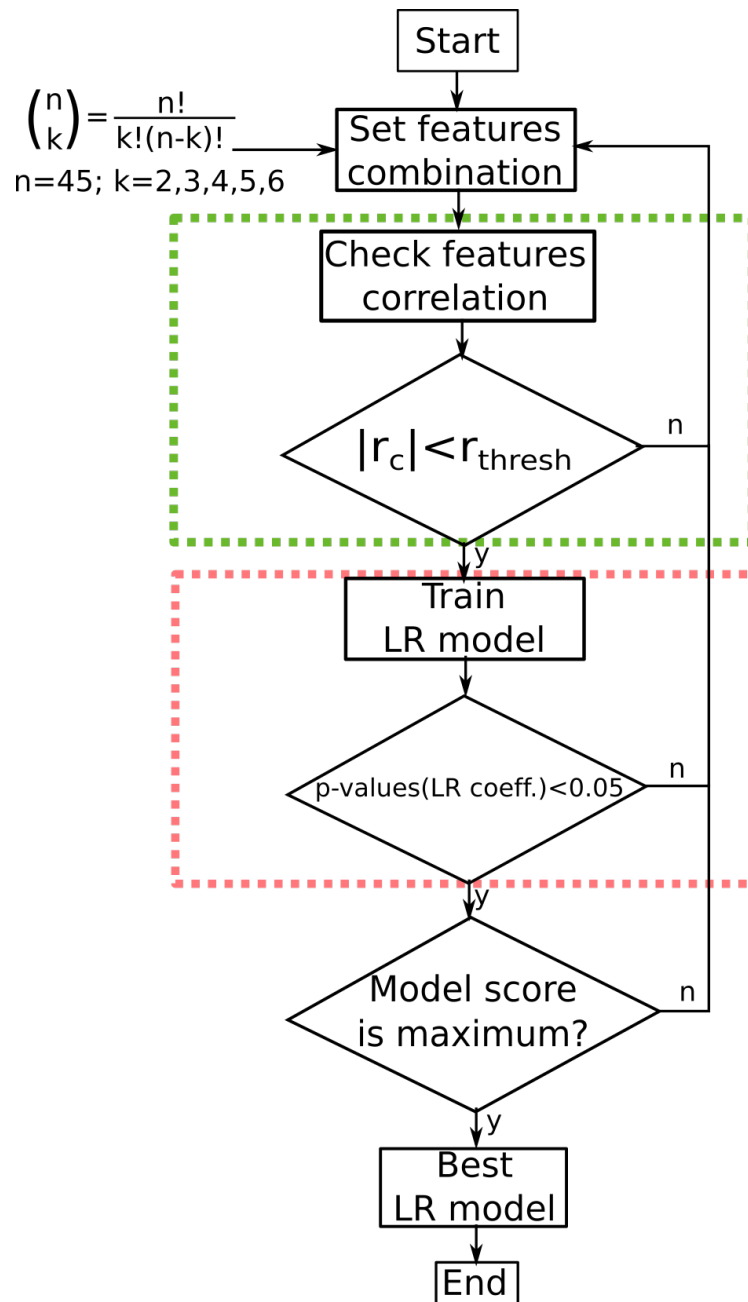 Start
(n k) = n! / k!(n-k)!
n=45; k=2,3,4,5,6
Set features
combination
Check features
correlation
|rc|<rthresh
n
y
Train
LR model
p-values(LR coeff.)<0.05
n
y
Model score
is maximum?
n
y
Best
LR model
End